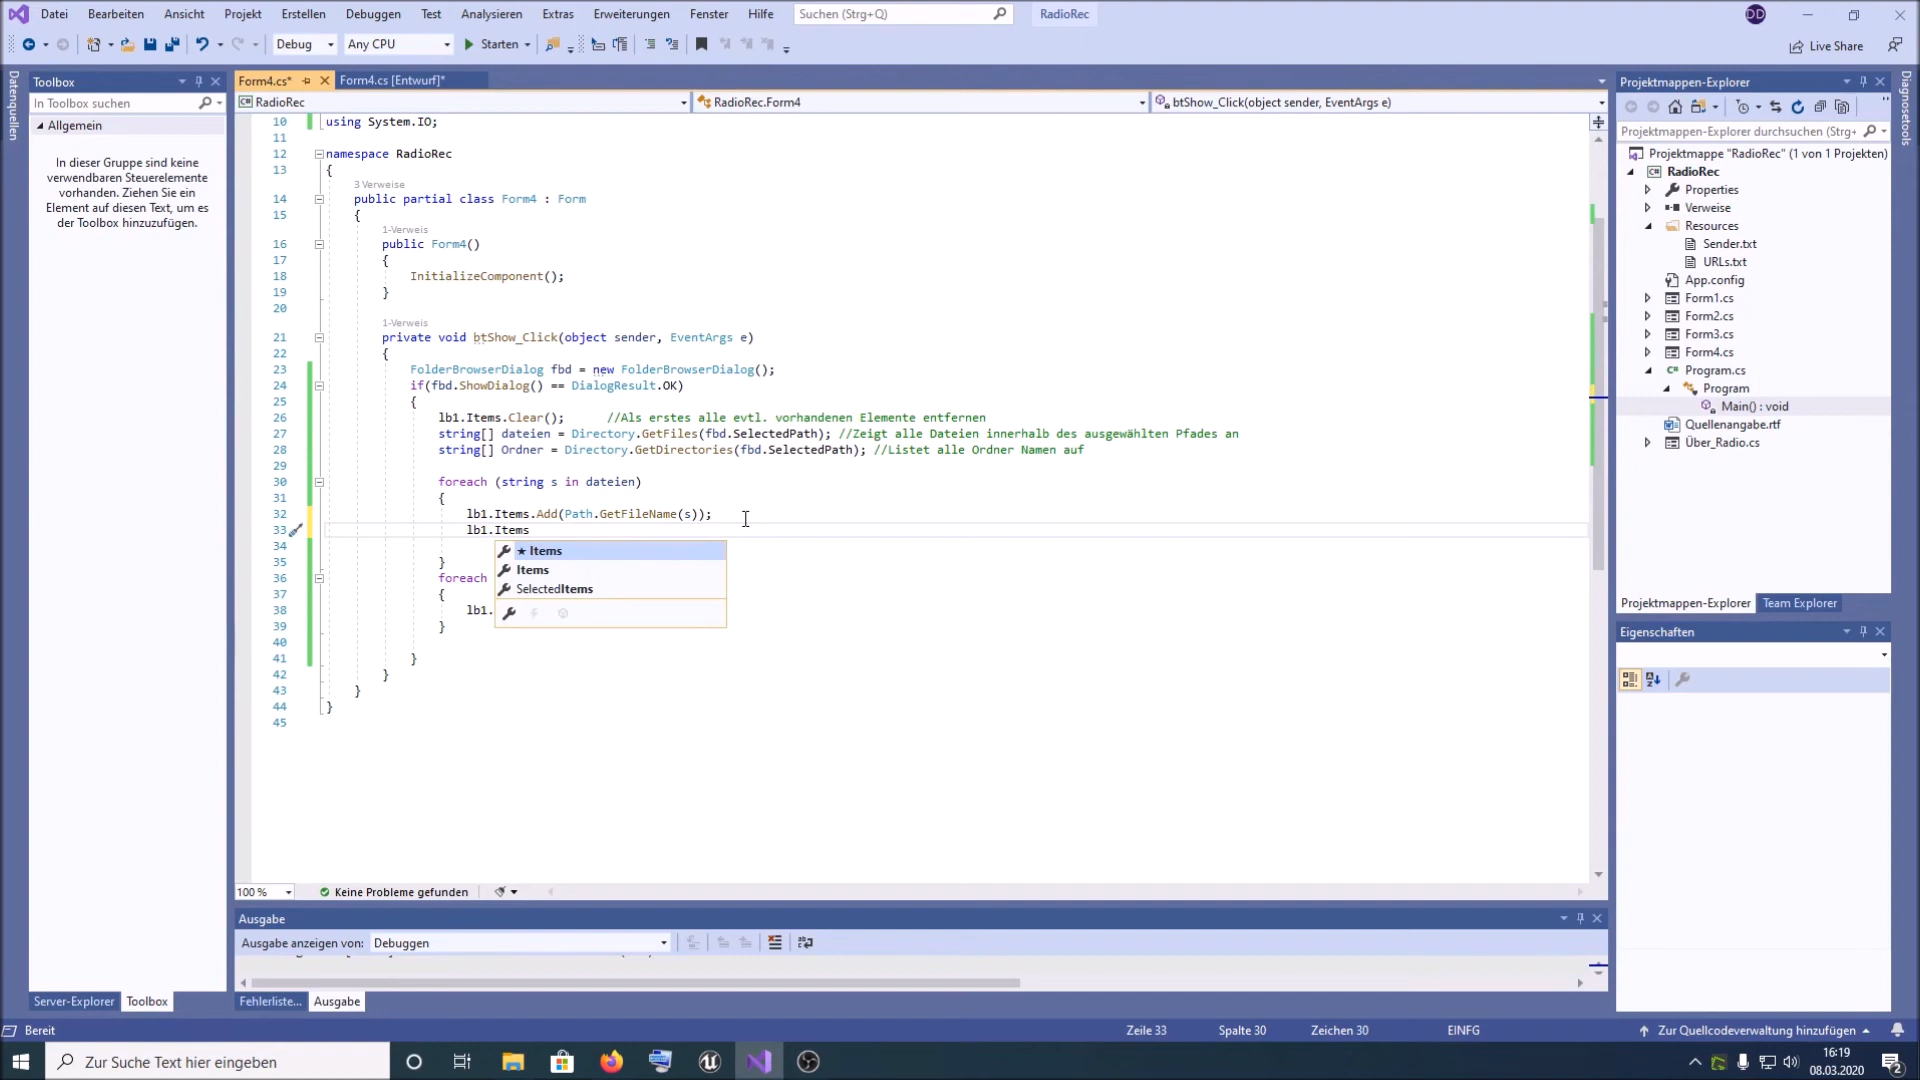 Datei Bearbeiten Ansicht Projekt Erstellen Debuggen Test Analysieren Extras Erweiterungen Fenster Hilfe Suchen (Strg+Q) RadioRec DD
Debug Any CPU Starten Live Share
Datenquellen
Toolbox
In Toolbox suchen
Allgemein
In dieser Gruppe sind keine
verwendbaren Steuerelemente
vorhanden. Ziehen Sie ein
Element auf diesen Text, um es
der Toolbox hinzuzufügen.
Server-Explorer Toolbox
Form4.cs* Form4.cs [Entwurf]*
RadioRec RadioRec.Form4 btShow_Click(object sender, EventArgs e)
10 using System.IO;
11
12 namespace RadioRec
13 {
3 Verweise
14 public partial class Form4 : Form
15 {
1-Verweis
16 public Form4()
17 {
18 InitializeComponent();
19 }
20
1-Verweis
21 private void btShow_Click(object sender, EventArgs e)
22 {
23 FolderBrowserDialog fbd = new FolderBrowserDialog();
24 if(fbd.ShowDialog() == DialogResult.OK)
25 {
26 lb1.Items.Clear(); //Als erstes alle evtl. vorhandenen Elemente entfernen
27 string[] dateien = Directory.GetFiles(fbd.SelectedPath); //Zeigt alle Dateien innerhalb des ausgewählten Pfades an
28 string[] Ordner = Directory.GetDirectories(fbd.SelectedPath); //Listet alle Ordner Namen auf
29
30 foreach (string s in dateien)
31 {
32 lb1.Items.Add(Path.GetFileName(s));
33 lb1.Items
34
★ Items
Items
SelectedItems
35 }
36 foreach
37 {
38 lb1.
39 }
40
41 }
42 }
43 }
44 }
45
100 % Keine Probleme gefunden
Ausgabe
Ausgabe anzeigen von: Debuggen
Fehlerliste... Ausgabe
Projektmappen-Explorer
Projektmappen-Explorer durchsuchen (Strg+
Projektmappe "RadioRec" (1 von 1 Projekten)
RadioRec
Properties
Verweise
Resources
Sender.txt
URLs.txt
App.config
Form1.cs
Form2.cs
Form3.cs
Form4.cs
Program.cs
Program
Main() : void
Quellenangabe.rtf
Über_Radio.cs
Projektmappen-Explorer Team Explorer
Eigenschaften
Diagnosetools
Bereit Zeile 33 Spalte 30 Zeichen 30 EINFG Zur Quellcodeverwaltung hinzufügen
Zur Suche Text hier eingeben
16:19
08.03.2020
2